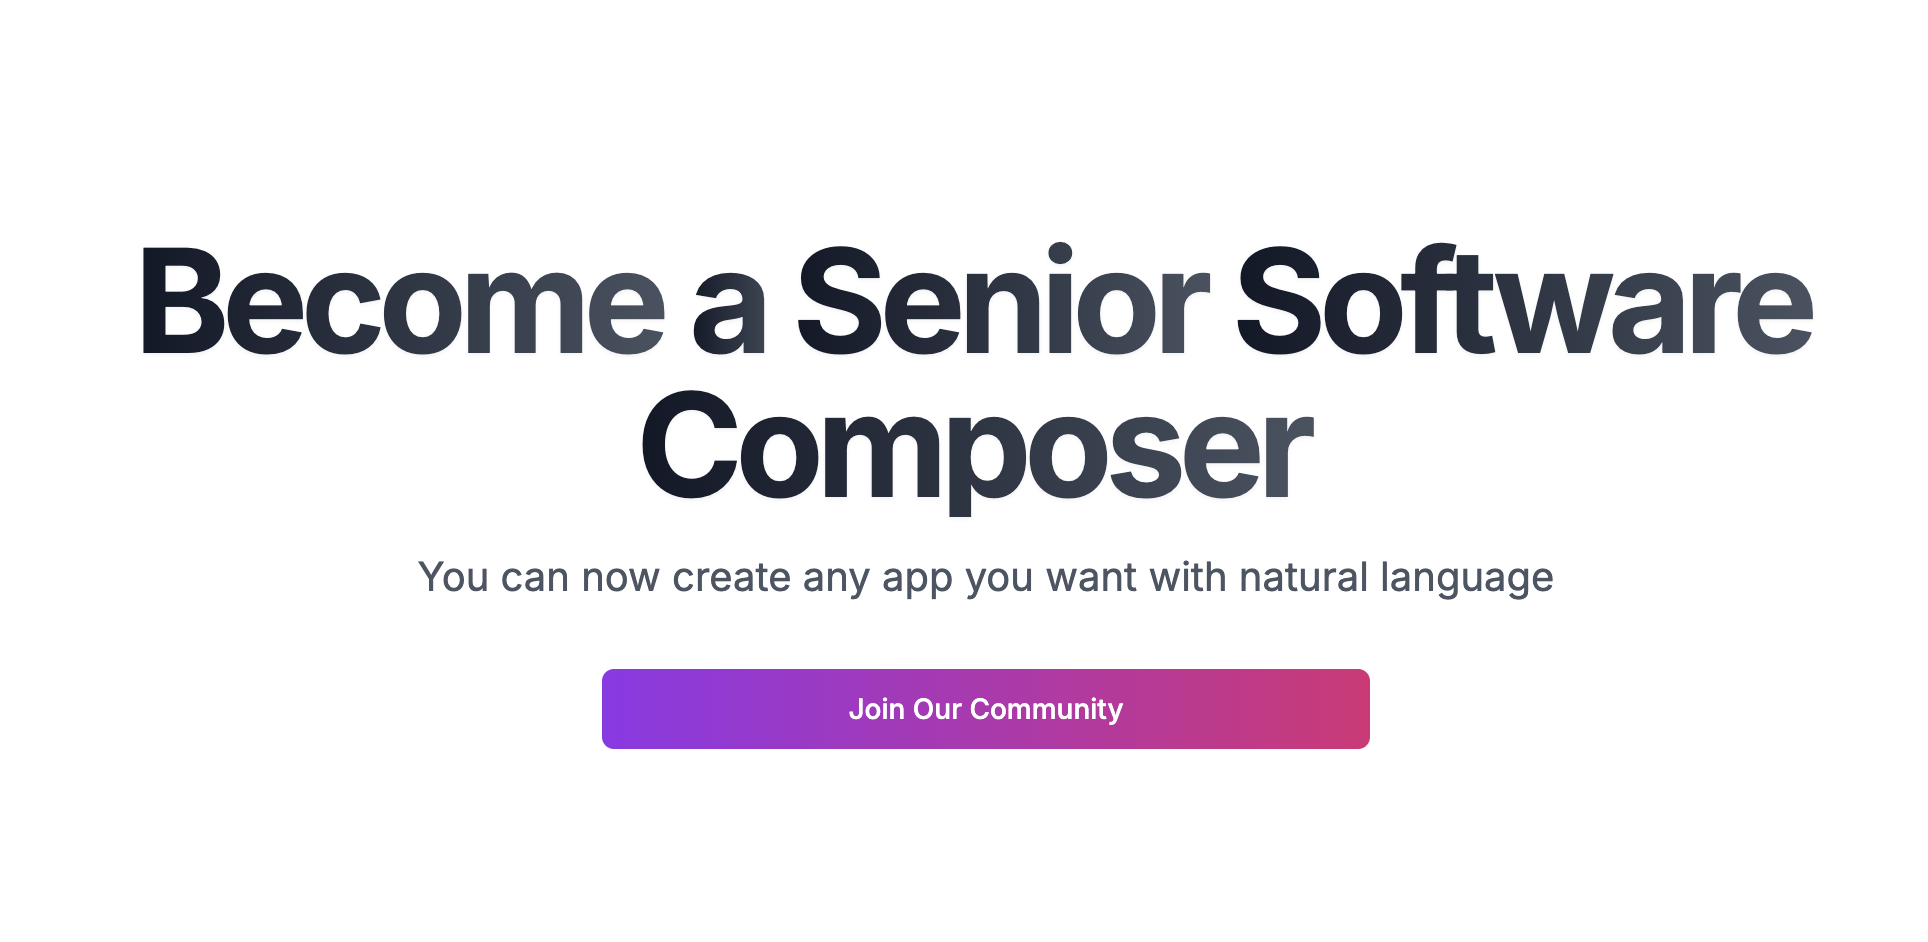 Become a Senior Software
Composer
You can now create any app you want with natural language
Join Our Community